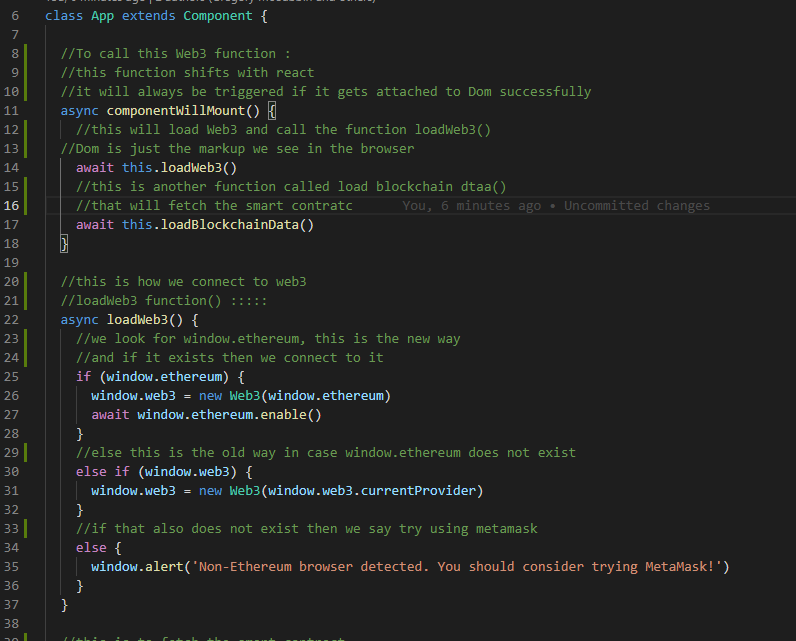 6 class App extends Component {
7
8 //To call this Web3 function :
9 //this function shifts with react
10 //it will always be triggered if it gets attached to Dom successfully
11 async componentWillMount() {
12 //this will load Web3 and call the function loadWeb3()
13 //Dom is just the markup we see in the browser
14 await this.loadWeb3()
15 //this is another function called load blockchain dtaa()
16 //that will fetch the smart contratc You, 6 minutes ago • Uncommitted changes
17 await this.loadBlockchainData()
18 }
19
20 //this is how we connect to web3
21 //loadWeb3 function() :::::
22 async loadWeb3() {
23 //we look for window.ethereum, this is the new way
24 //and if it exists then we connect to it
25 if (window.ethereum) {
26 window.web3 = new Web3(window.ethereum)
27 await window.ethereum.enable()
28 }
29 //else this is the old way in case window.ethereum does not exist
30 else if (window.web3) {
31 window.web3 = new Web3(window.web3.currentProvider)
32 }
33 //if that also does not exist then we say try using metamask
34 else {
35 window.alert('Non-Ethereum browser detected. You should consider trying MetaMask!')
36 }
37 }
38
39 //this is to fetch the smart contract